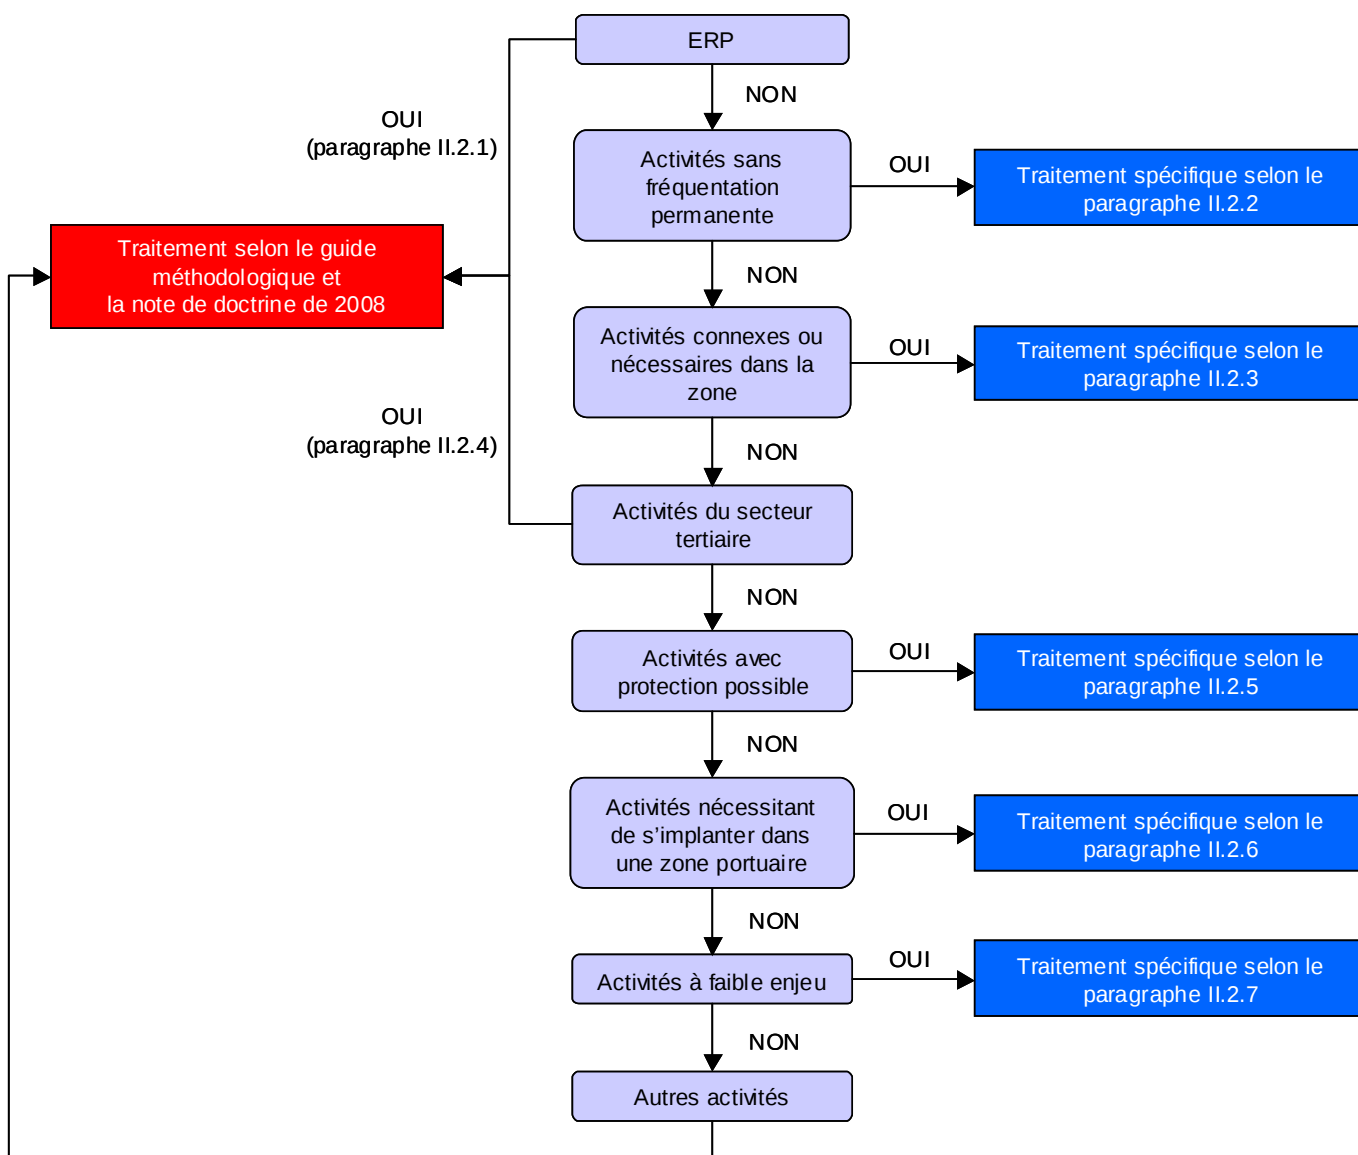 ERP
NON
OUI
(paragraphe II.2.1)
Activités sans
fréquentation
permanente
OUI
Traitement spécifique selon le
paragraphe II.2.2
Traitement selon le guide
méthodologique et
la note de doctrine de 2008
NON
Activités connexes ou
nécessaires dans la
zone
OUI
Traitement spécifique selon le
paragraphe II.2.3
OUI
(paragraphe II.2.4)
NON
Activités du secteur
tertiaire
NON
Activités avec
protection possible
OUI
Traitement spécifique selon le
paragraphe II.2.5
NON
Activités nécessitant
de s’implanter dans
une zone portuaire
OUI
Traitement spécifique selon le
paragraphe II.2.6
NON
Activités à faible enjeu
OUI
Traitement spécifique selon le
paragraphe II.2.7
NON
Autres activités